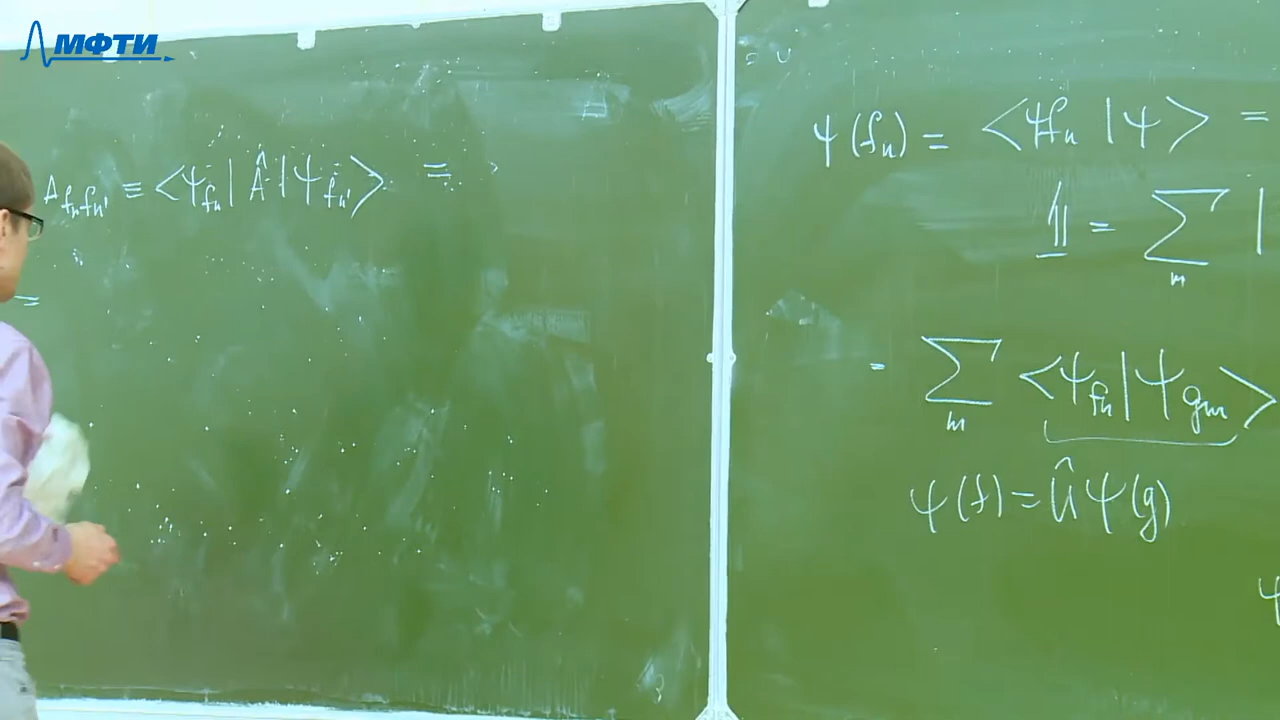 МФТИ
A_{f_n f_{n'}} ≡ <Ψ_{f_n} | Â | Ψ_{f_{n'}}> =
=
Ψ(f_n) = <Ψ_{f_n} | Ψ> =
𝟙 = Σ_m |
= Σ_m <Ψ_{f_n} | Ψ_{g_m}>
Ψ(f) = Û Ψ(g)
Ψ